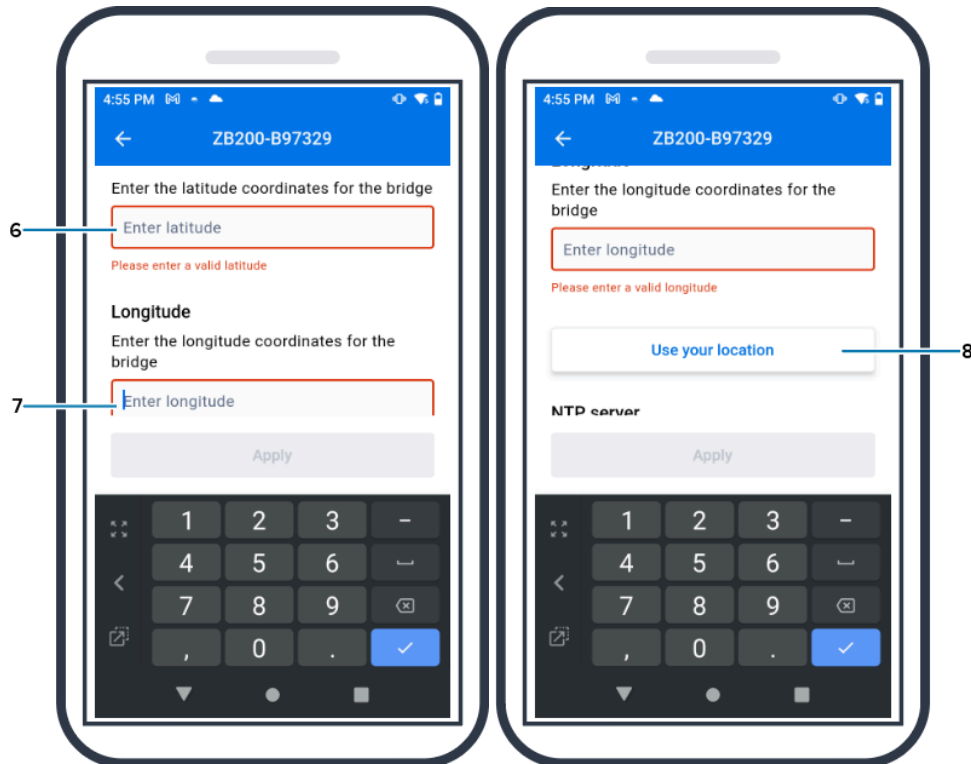 4:55 PM
ZB200-B97329
Enter the latitude coordinates for the bridge
6
Enter latitude
Please enter a valid latitude
Longitude
Enter the longitude coordinates for the
bridge
7
Enter longitude
Apply
1 2 3 –
4 5 6
7 8 9
, 0 .
4:55 PM
ZB200-B97329
Longitude
Enter the longitude coordinates for the
bridge
Enter longitude
Please enter a valid longitude
Use your location
8
NTP server
Apply
1 2 3 –
4 5 6
7 8 9
, 0 .